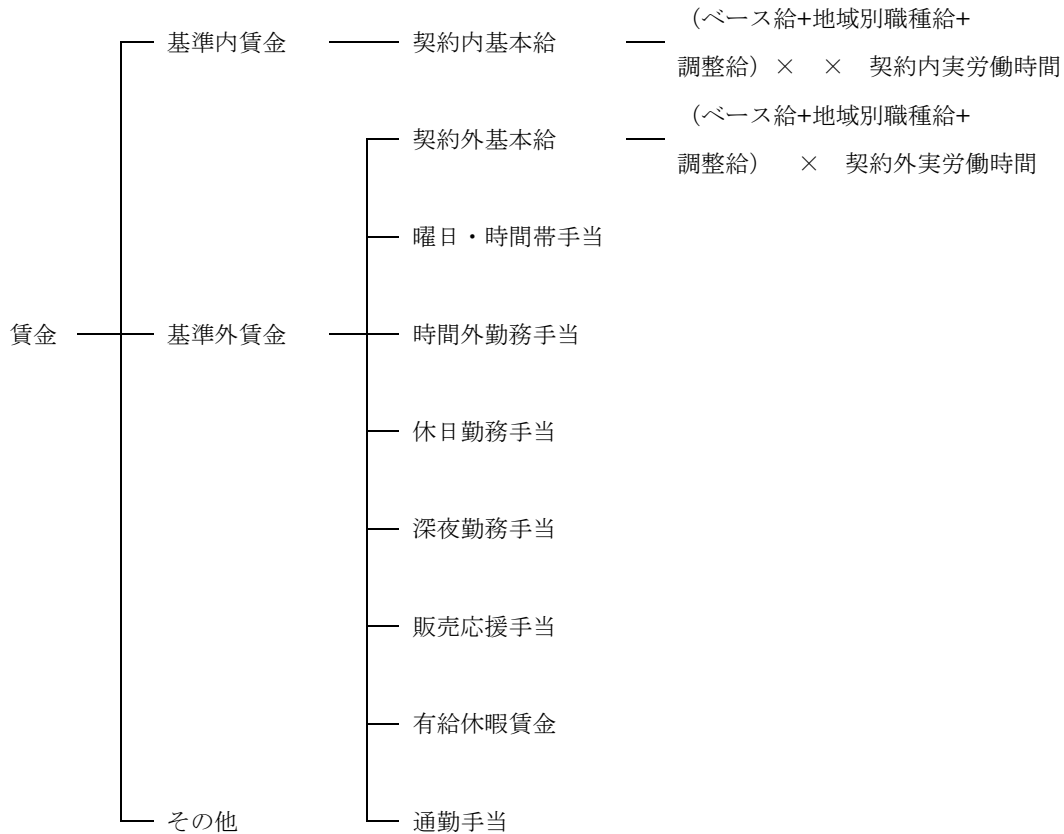 （ベース給+地域別職種給+
基準内賃金 契約内基本給
調整給）× × 契約内実労働時間
（ベース給+地域別職種給+
契約外基本給
調整給） × 契約外実労働時間
曜日・時間帯手当
賃金 基準外賃金 時間外勤務手当
休日勤務手当
深夜勤務手当
販売応援手当
有給休暇賃金
その他 通勤手当